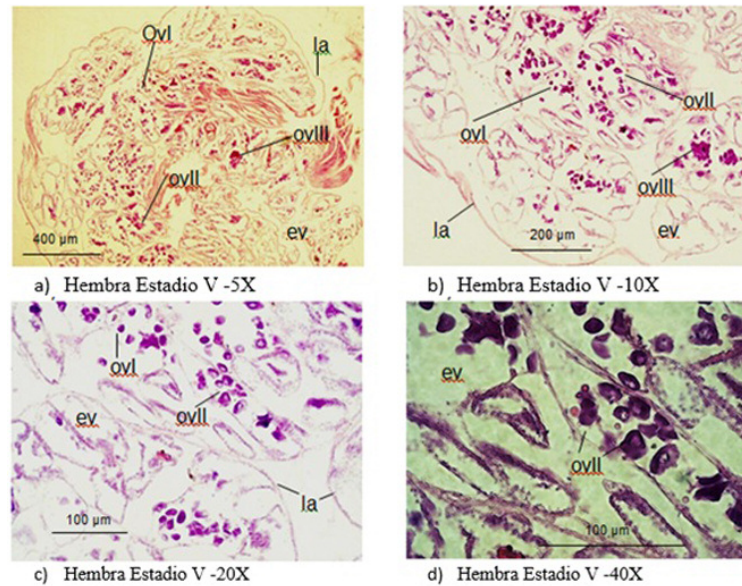 OvI
la
ovIII
ovII
ev
400 µm
a) Hembra Estadio V -5X
ovI
ovII
ovIII
la
ev
200 µm
b) Hembra Estadio V -10X
ovI
ovII
ev
la
100 µm
c) Hembra Estadio V -20X
ev
ovII
100 µm
d) Hembra Estadio V -40X